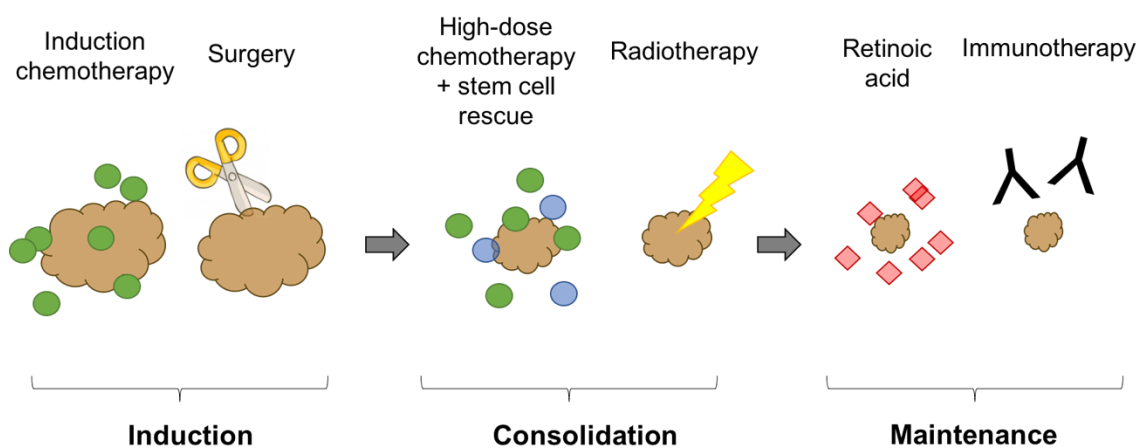 Induction
chemotherapy
Surgery
High-dose
chemotherapy
+ stem cell
rescue
Radiotherapy
Retinoic
acid
Immunotherapy
Induction
Consolidation
Maintenance